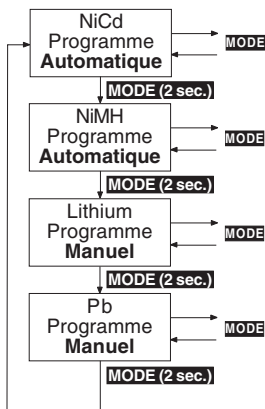 NiCd
Programme
Automatique
MODE
MODE (2 sec.)
NiMH
Programme
Automatique
MODE
MODE (2 sec.)
Lithium
Programme
Manuel
MODE
MODE (2 sec.)
Pb
Programme
Manuel
MODE
MODE (2 sec.)